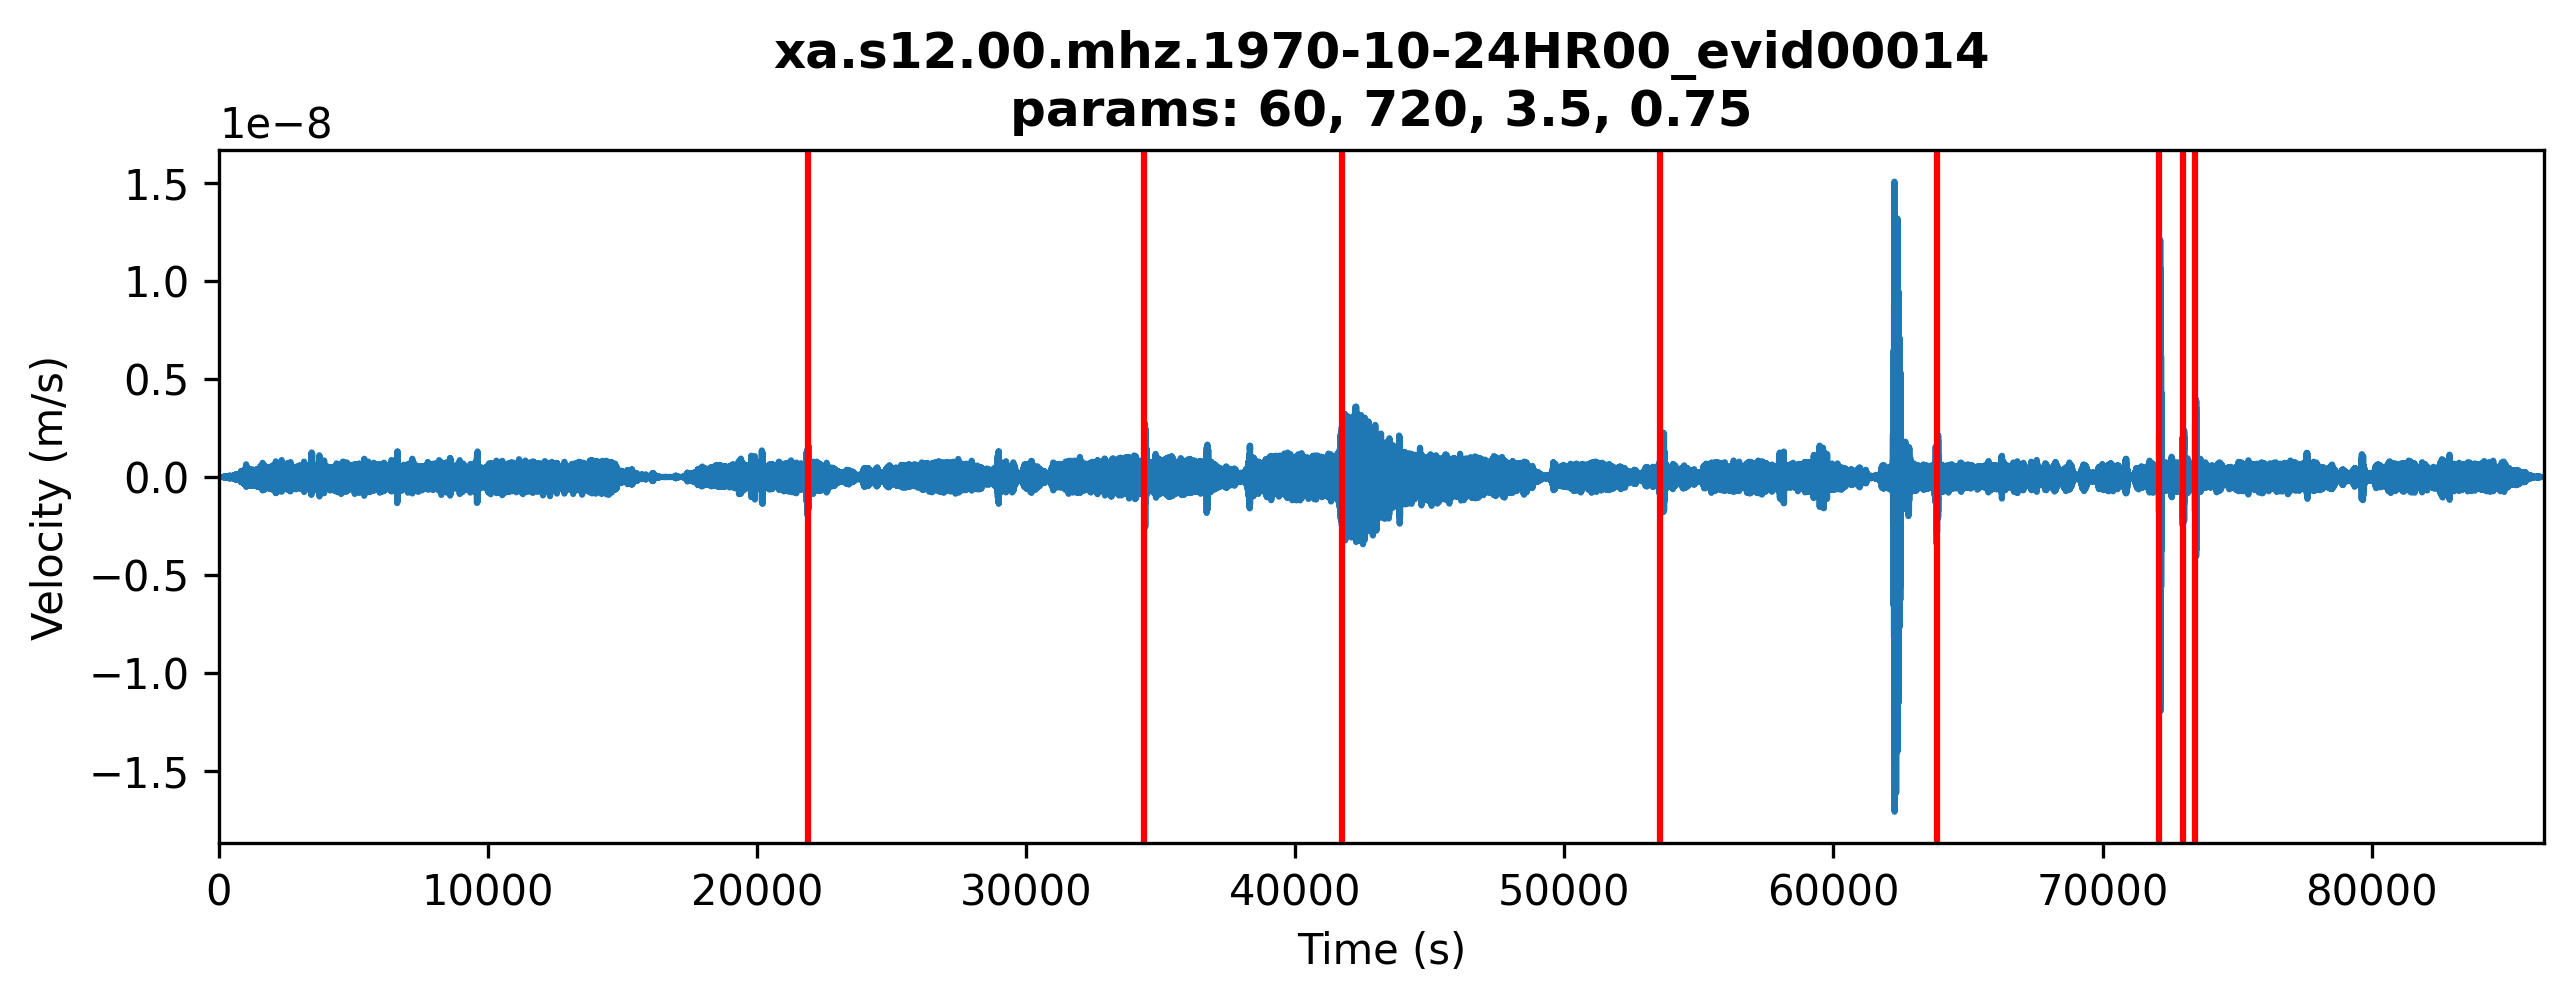 xa.s12.00.mhz.1970-10-24HR00_evid00014
params: 60, 720, 3.5, 0.75
1e−8
1.5
1.0
0.5
0.0
−0.5
−1.0
−1.5
Velocity (m/s)
0 10000 20000 30000 40000 50000 60000 70000 80000
Time (s)